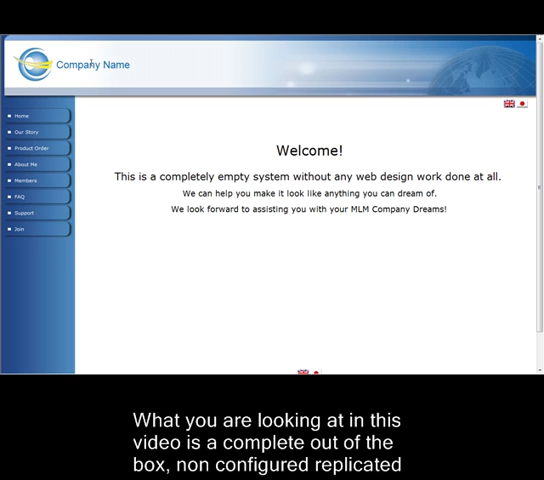 Company Name
Home
Our Story
Product Order
About Me
Members
FAQ
Support
Join
Welcome!
This is a completely empty system without any web design work done at all.
We can help you make it look like anything you can dream of.
We look forward to assisting you with your MLM Company Dreams!
What you are looking at in this
video is a complete out of the
box, non configured replicated